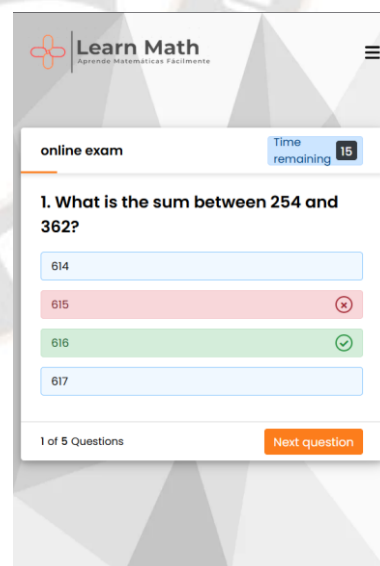 Learn Math
Aprende Matemáticas Fácilmente
online exam
Time
remaining 15
1. What is the sum between 254 and
362?
614
615
616
617
1 of 5 Questions
Next question